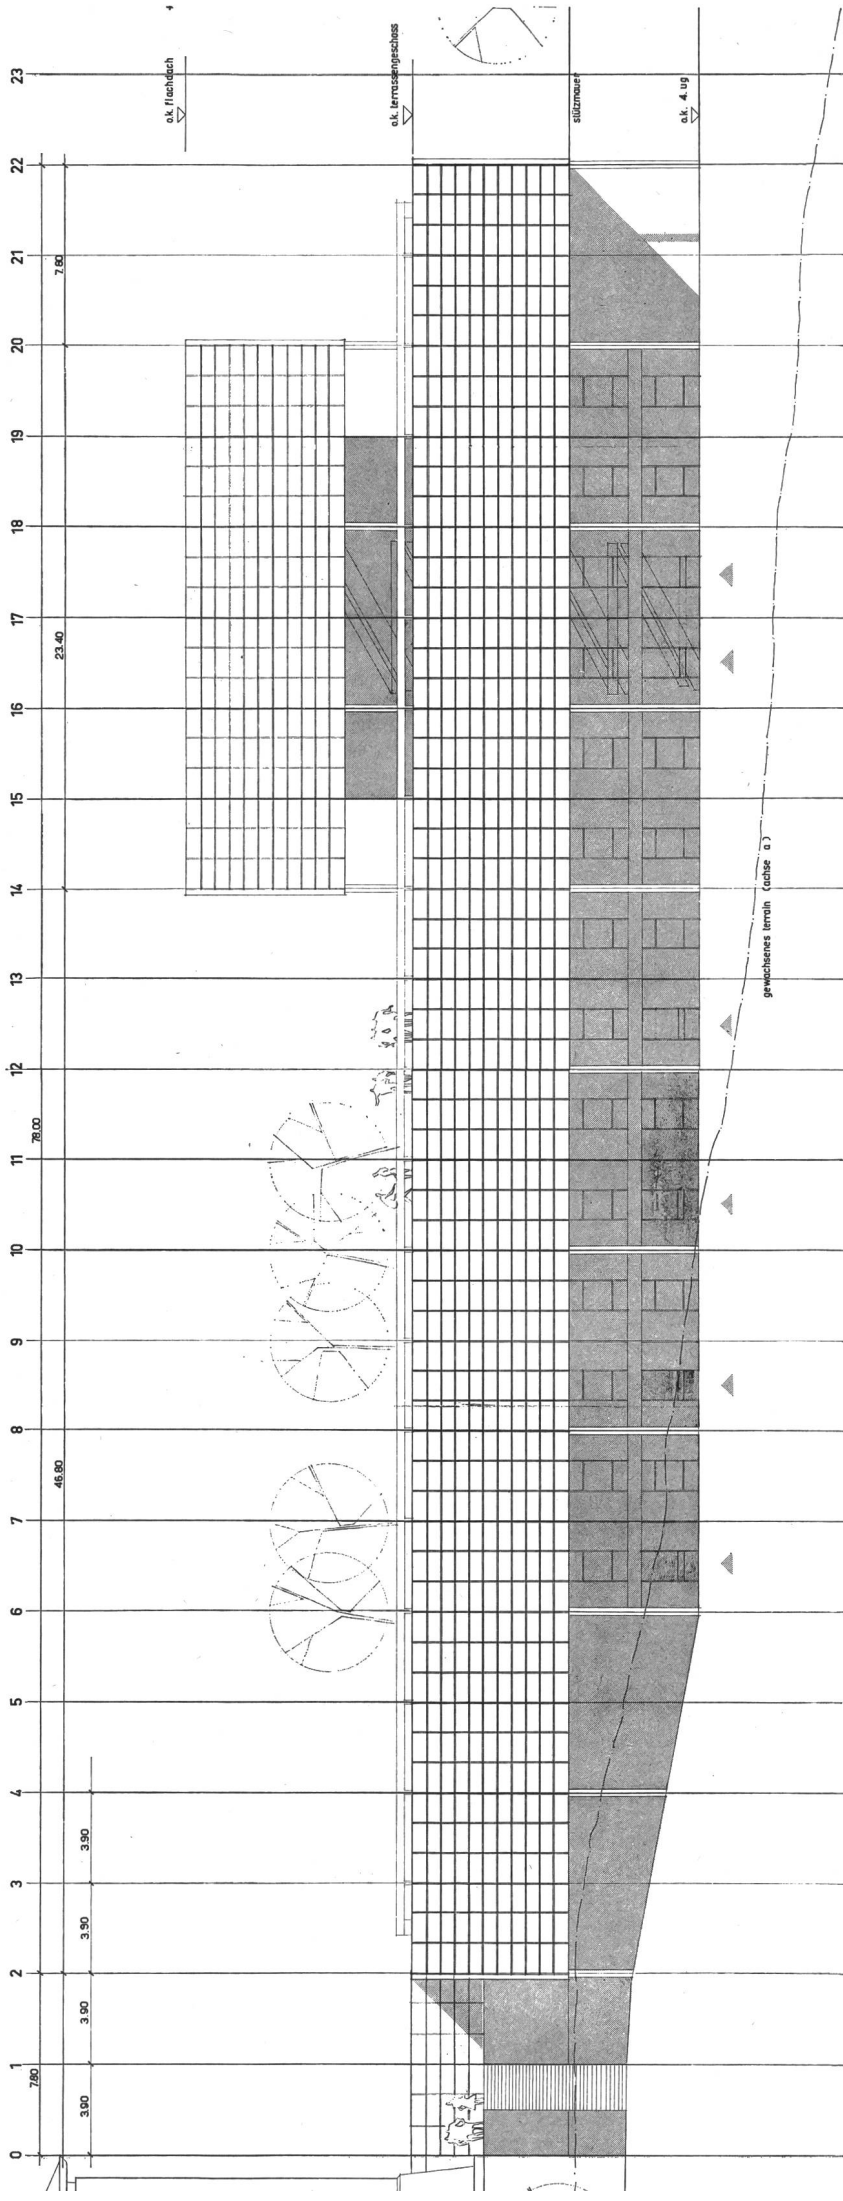 0 1 2 3 4 5 6 7 8 9 10 11 12 13 14 15 16 17 18 19 20 21 22 23
7.80 78.00
46.80 23.40 7.80
3.90 3.90 3.90 3.90
4
o.k. flachdach
o.k. terrassengeschoss
stützmauer
o.k. 4. ug
gewachsenes terrain (achse a)